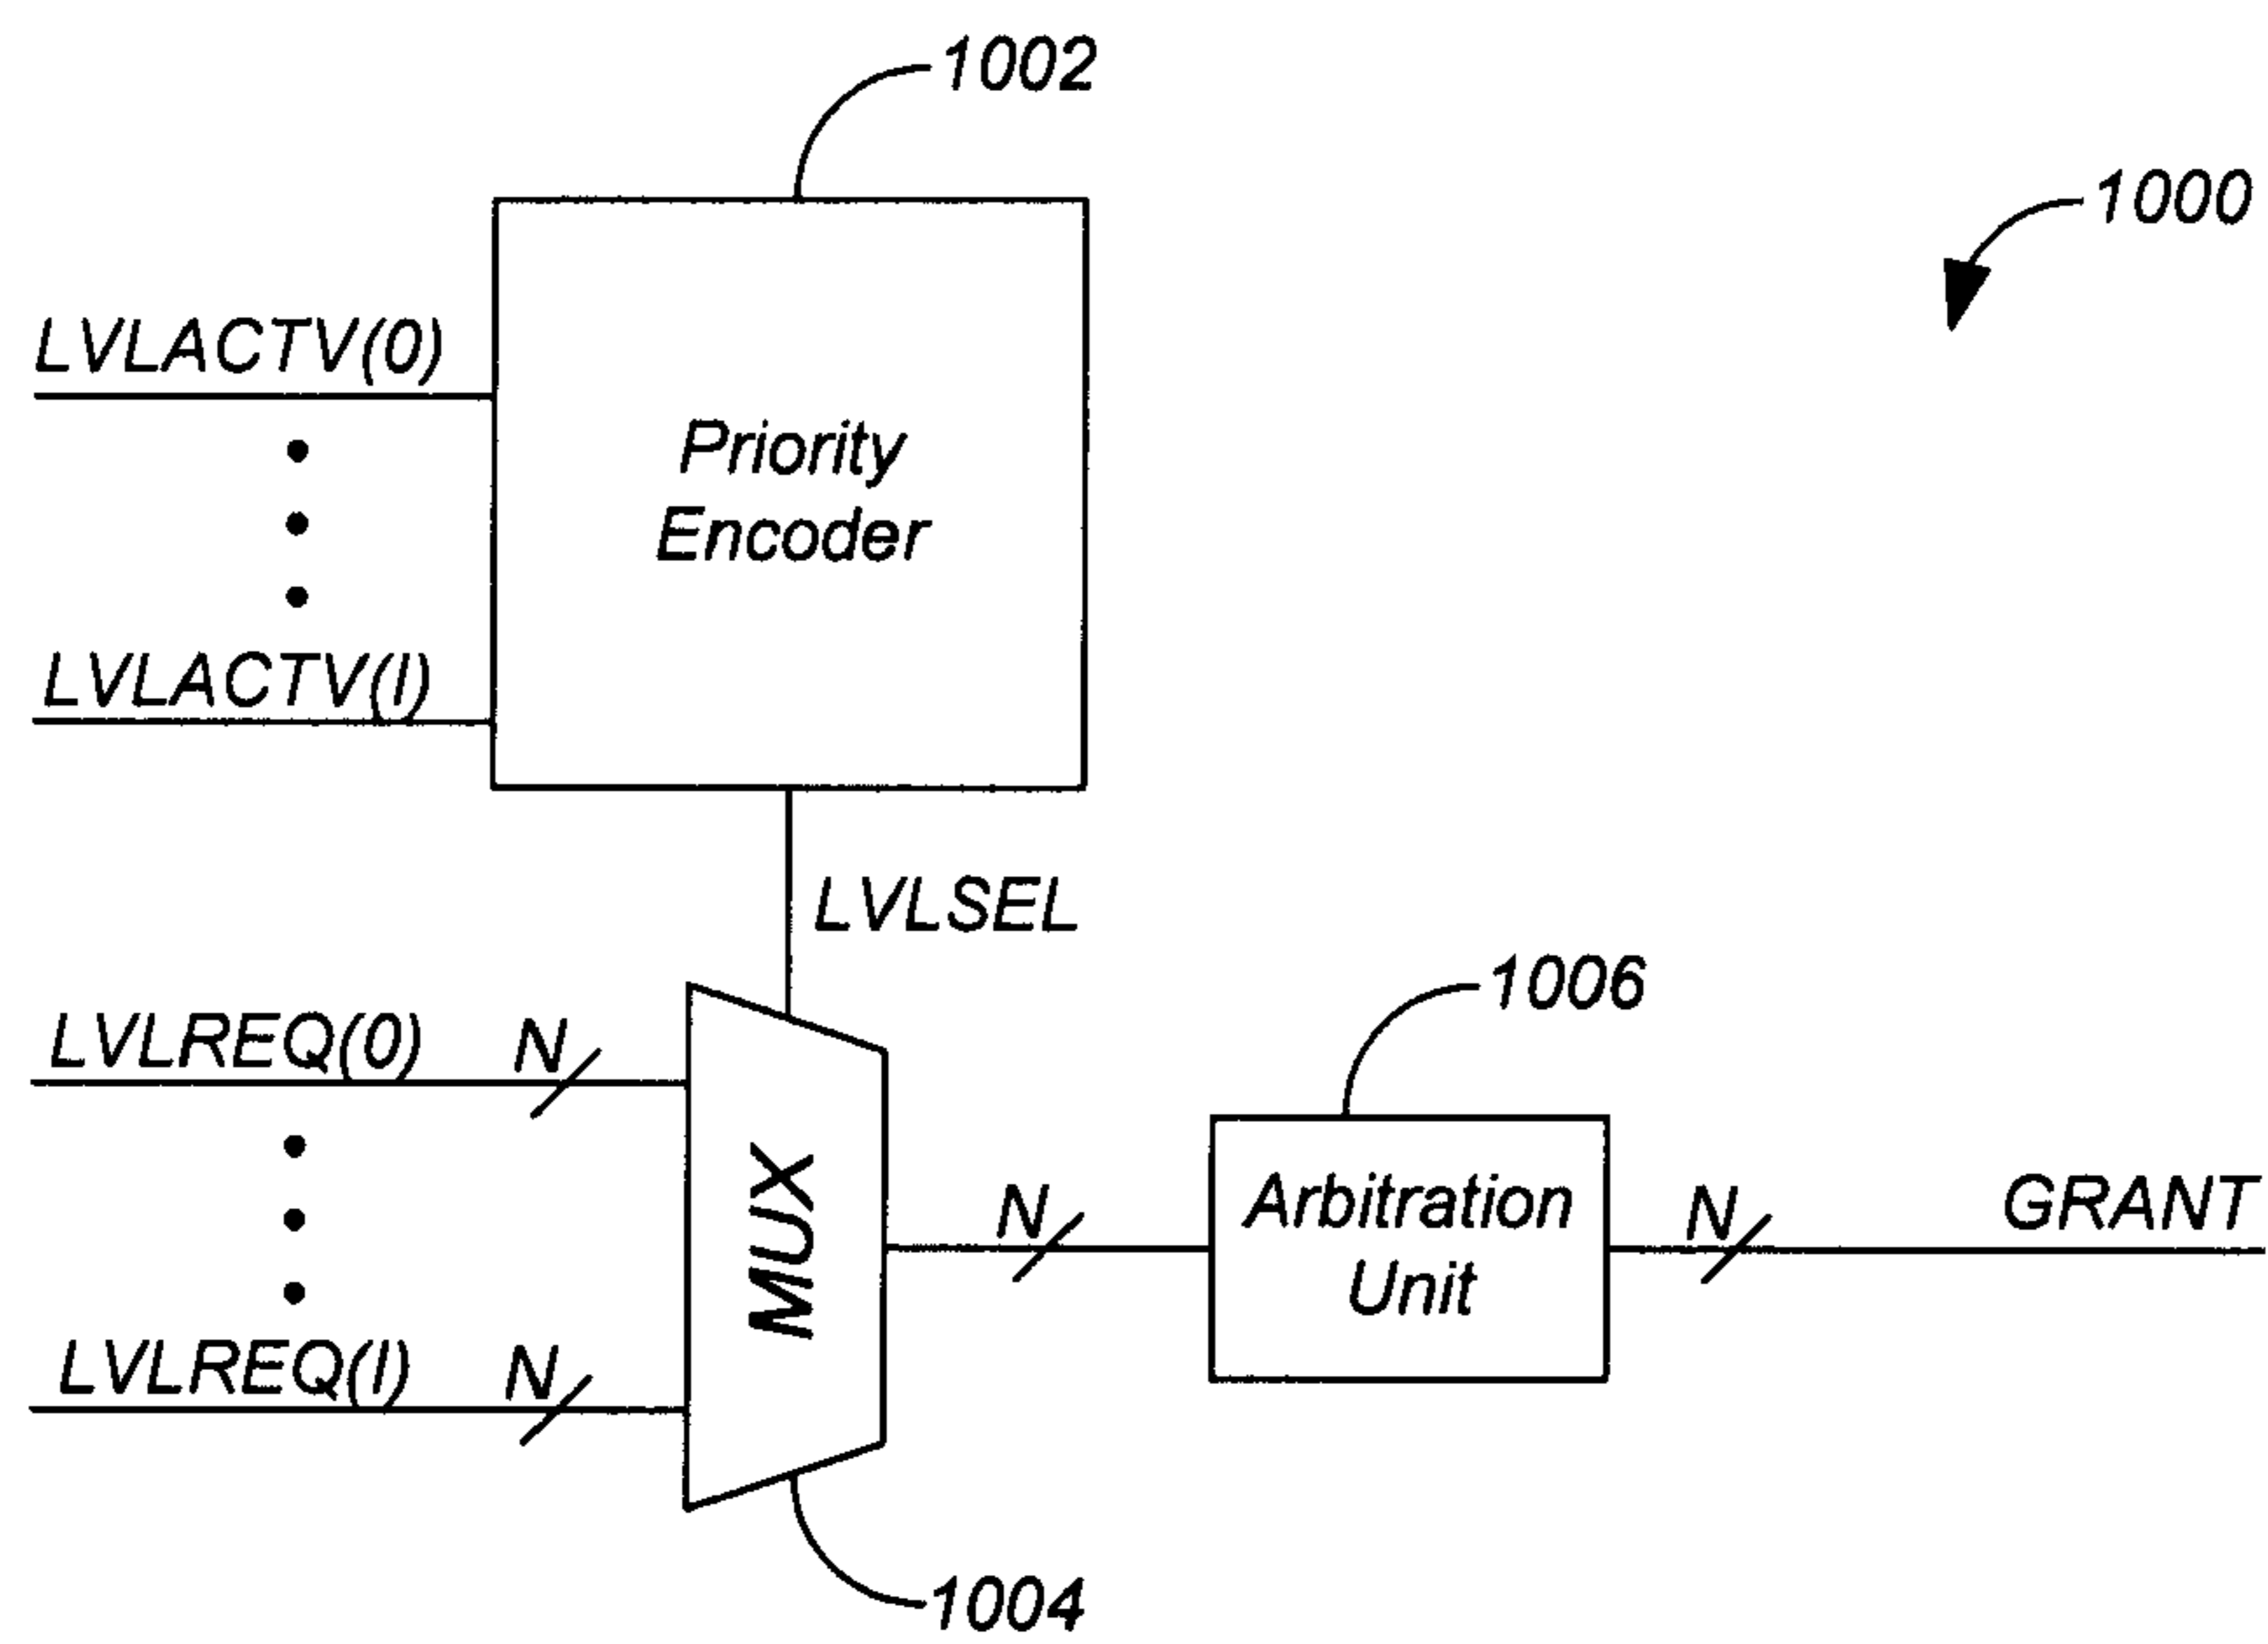 1002
1000
LVLACTV(0)
Priority
Encoder
LVLACTV(I)
LVLSEL
1006
LVLREQ(0)
N
MUX
N
Arbitration
Unit
N
GRANT
LVLREQ(I)
N
1004